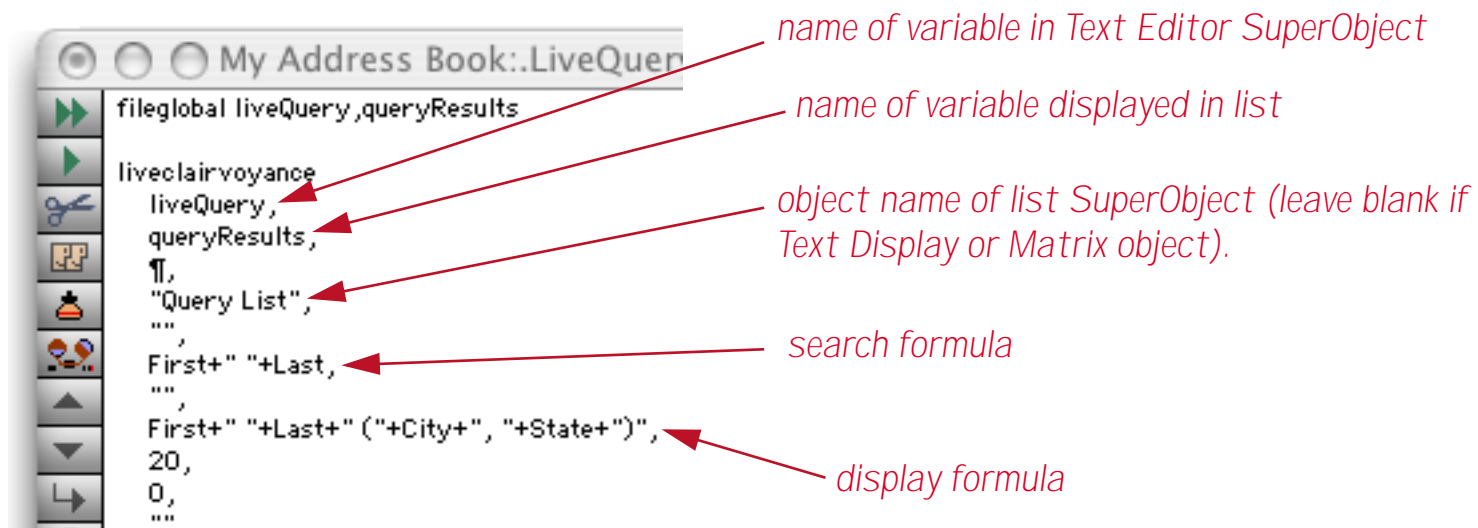 My Address Book:.LiveQuer
fileglobal liveQuery,queryResults
liveclairvoyance
liveQuery,
queryResults,
¶,
"Query List",
"",
First+" "+Last,
"",
First+" "+Last+" ("+City+", "+State+")",
20,
0,
""
name of variable in Text Editor SuperObject
name of variable displayed in list
object name of list SuperObject (leave blank if
Text Display or Matrix object).
search formula
display formula